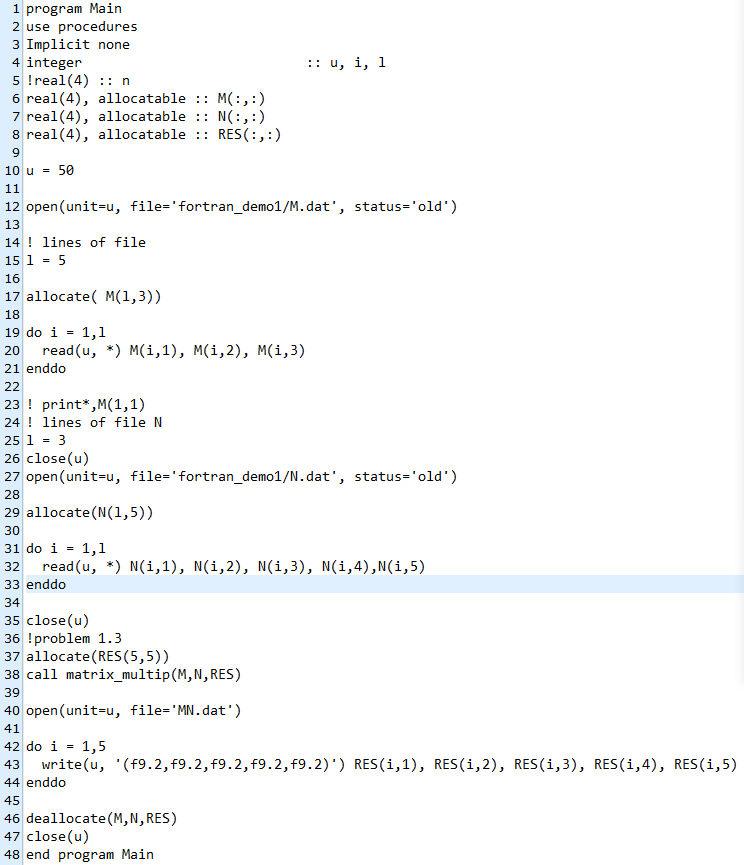 1 program Main
2 use procedures
3 Implicit none
4 integer                            :: u, i, l
5 !real(4) :: n
6 real(4), allocatable :: M(:,:)
7 real(4), allocatable :: N(:,:)
8 real(4), allocatable :: RES(:,:)
9
10 u = 50
11
12 open(unit=u, file='fortran_demo1/M.dat', status='old')
13
14 ! lines of file
15 l = 5
16
17 allocate( M(l,3))
18
19 do i = 1,l
20   read(u, *) M(i,1), M(i,2), M(i,3)
21 enddo
22
23 ! print*,M(1,1)
24 ! lines of file N
25 l = 3
26 close(u)
27 open(unit=u, file='fortran_demo1/N.dat', status='old')
28
29 allocate(N(l,5))
30
31 do i = 1,l
32   read(u, *) N(i,1), N(i,2), N(i,3), N(i,4),N(i,5)
33 enddo
34
35 close(u)
36 !problem 1.3
37 allocate(RES(5,5))
38 call matrix_multip(M,N,RES)
39
40 open(unit=u, file='MN.dat')
41
42 do i = 1,5
43   write(u, '(f9.2,f9.2,f9.2,f9.2,f9.2)') RES(i,1), RES(i,2), RES(i,3), RES(i,4), RES(i,5)
44 enddo
45
46 deallocate(M,N,RES)
47 close(u)
48 end program Main